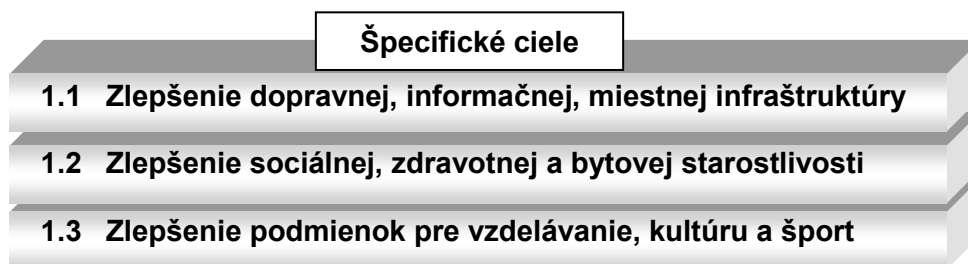 Špecifické ciele
1.1 Zlepšenie dopravnej, informačnej, miestnej infraštruktúry
1.2 Zlepšenie sociálnej, zdravotnej a bytovej starostlivosti
1.3 Zlepšenie podmienok pre vzdelávanie, kultúru a šport